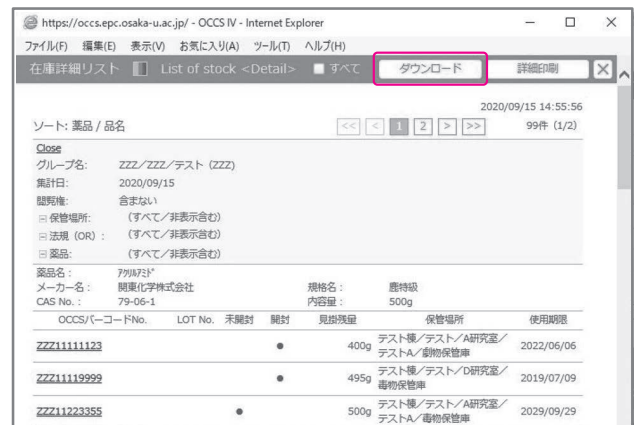 https://occs.epc.osaka-u.ac.jp/ - OCCS IV - Internet Explorer
ファイル(F) 編集(E) 表示(V) お気に入り(A) ツール(T) ヘルプ(H)
在庫詳細リスト List of stock <Detail> すべて ダウンロード 詳細印刷
2020/09/15 14:55:56
ソート: 薬品 / 品名 << < 1 2 > >> 99件 (1/2)
Close
グループ名: ZZZ/ZZZ/テスト (ZZZ)
集計日: 2020/09/15
閲覧権: 含まない
保管場所: (すべて/非表示含む)
法規 (OR) : (すべて/非表示含む)
薬品: (すべて/非表示含む)
薬品名 : アクリルアミド
メーカー名 : 関東化学株式会社 規格名 : 鹿特級
CAS No. : 79-06-1 内容量 : 500g
OCCSバーコードNo. LOT No. 未開封 開封 見掛残量 保管場所 使用期限
ZZZ11111123 ● 400g テスト棟/テスト/A研究室/ 2022/06/06
テストA/劇物保管庫
ZZZ11119999 ● 495g テスト棟/テスト/D研究室/ 2019/07/09
毒物保管庫
ZZZ11223355 ● 500g テスト棟/テスト/A研究室/ 2029/09/29
テストA/毒物保管庫